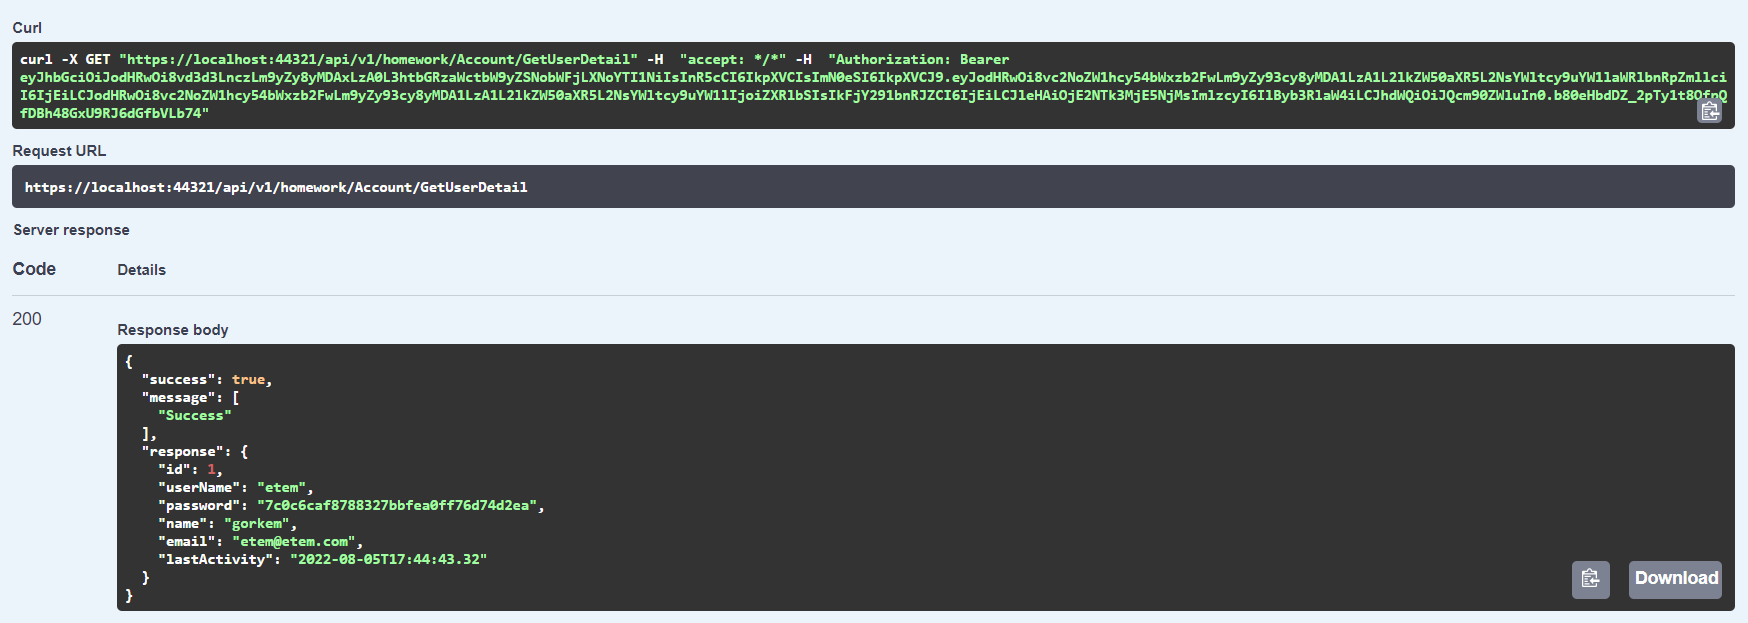 Curl
curl -X GET "https://localhost:44321/api/v1/homework/Account/GetUserDetail" -H  "accept: */*" -H  "Authorization: Bearer
eyJhbGciOiJodHRwOi8vd3d3LnczLm9yZy8yMDAxLzA0L3htbGRzaWctbW9yZSNobWFjLXNoYTI1NiIsInR5cCI6IkpXVCIsImN0eSI6IkpXVCJ9.eyJodHRwOi8vc2NoZW1hcy54bWxzb2FwLm9yZy93cy8yMDA1LzA1L2lkZW50aXR5L2NsYWltcy9uYW1laWRlbnRpZmllci
I6IjEiLCJodHRwOi8vc2NoZW1hcy54bWxzb2FwLm9yZy93cy8yMDA1LzA1L2lkZW50aXR5L2NsYWltcy9uYW1lIjoiZXRlbSIsIkFjY291bnRJZCI6IjEiLCJleHAiOjE2NTk3MjE5NjMsImlzcyI6IlByb3RlaW4iLCJhdWQiOiJQcm90ZWluIn0.b80eHbdDZ_2pTy1t8OfnQ
fDBh48GxU9RJ6dGfbVLb74"
Request URL
https://localhost:44321/api/v1/homework/Account/GetUserDetail
Server response
Code Details
200
Response body
{
  "success": true,
  "message": [
    "Success"
  ],
  "response": {
    "id": 1,
    "userName": "etem",
    "password": "7c0c6caf8788327bbfea0ff76d74d2ea",
    "name": "gorkem",
    "email": "etem@etem.com",
    "lastActivity": "2022-08-05T17:44:43.32"
  }
}
Download